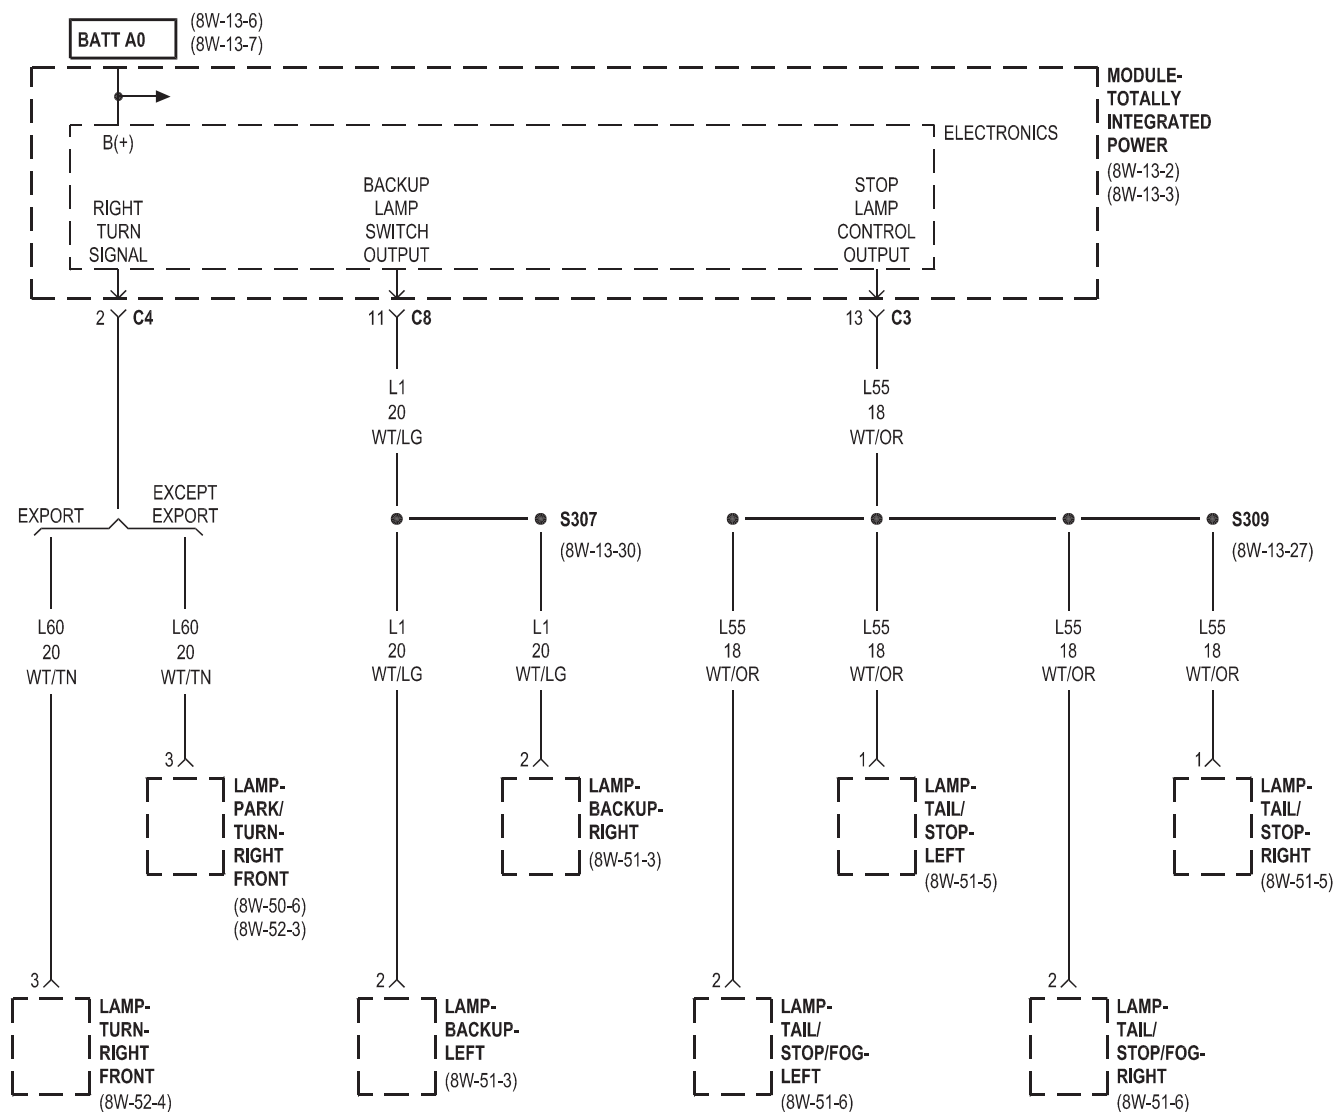 BATT A0
(8W-13-6)
(8W-13-7)
MODULE-
TOTALLY
INTEGRATED
POWER
(8W-13-2)
(8W-13-3)
ELECTRONICS
B(+)
RIGHT
TURN
SIGNAL
BACKUP
LAMP
SWITCH
OUTPUT
STOP
LAMP
CONTROL
OUTPUT
2 C4
11 C8
13 C3
L1
20
WT/LG
L55
18
WT/OR
EXPORT
EXCEPT
EXPORT
S307
(8W-13-30)
S309
(8W-13-27)
L60
20
WT/TN
L60
20
WT/TN
L1
20
WT/LG
L1
20
WT/LG
L55
18
WT/OR
L55
18
WT/OR
L55
18
WT/OR
L55
18
WT/OR
3
LAMP-
PARK/
TURN-
RIGHT
FRONT
(8W-50-6)
(8W-52-3)
2
LAMP-
BACKUP-
RIGHT
(8W-51-3)
1
LAMP-
TAIL/
STOP-
LEFT
(8W-51-5)
1
LAMP-
TAIL/
STOP-
RIGHT
(8W-51-5)
3
LAMP-
TURN-
RIGHT
FRONT
(8W-52-4)
2
LAMP-
BACKUP-
LEFT
(8W-51-3)
2
LAMP-
TAIL/
STOP/FOG-
LEFT
(8W-51-6)
2
LAMP-
TAIL/
STOP/FOG-
RIGHT
(8W-51-6)